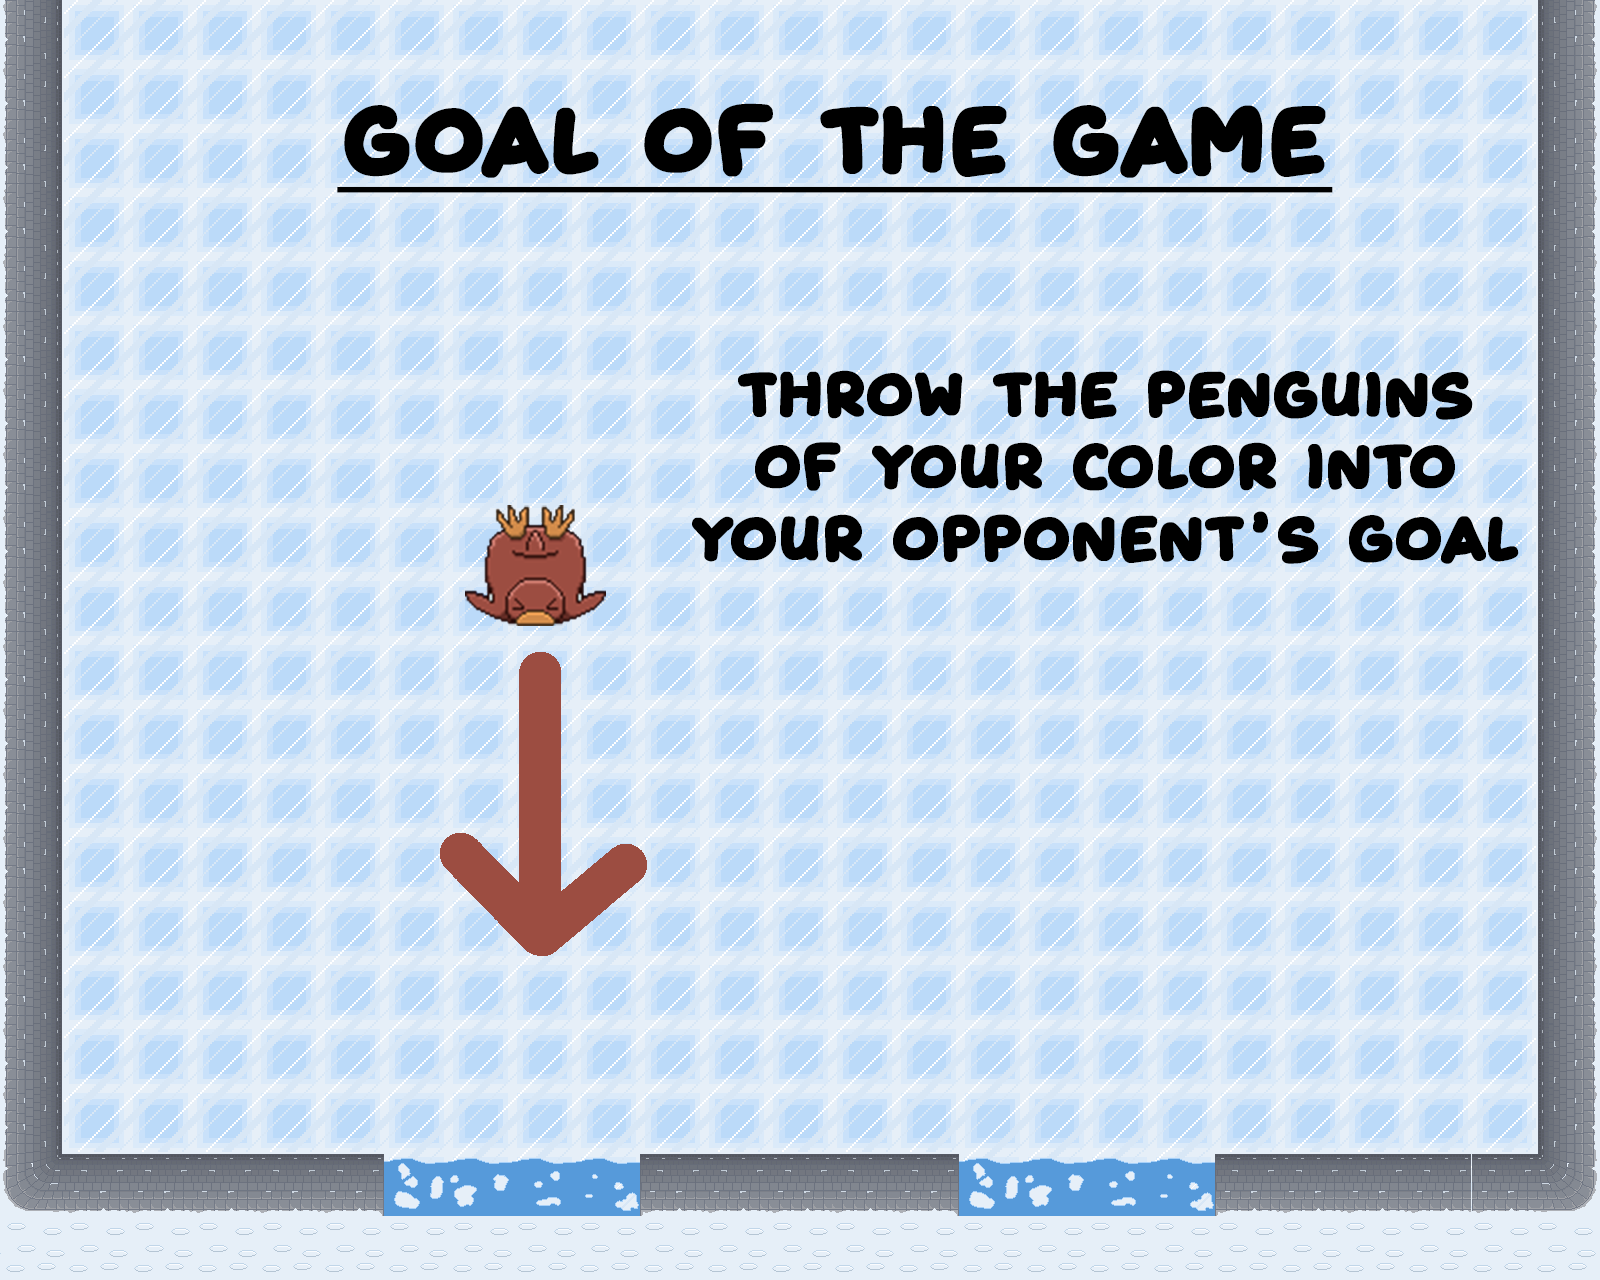 GOAL OF THE GAME
THROW THE PENGUINS
OF YOUR COLOR INTO
YOUR OPPONENT'S GOAL